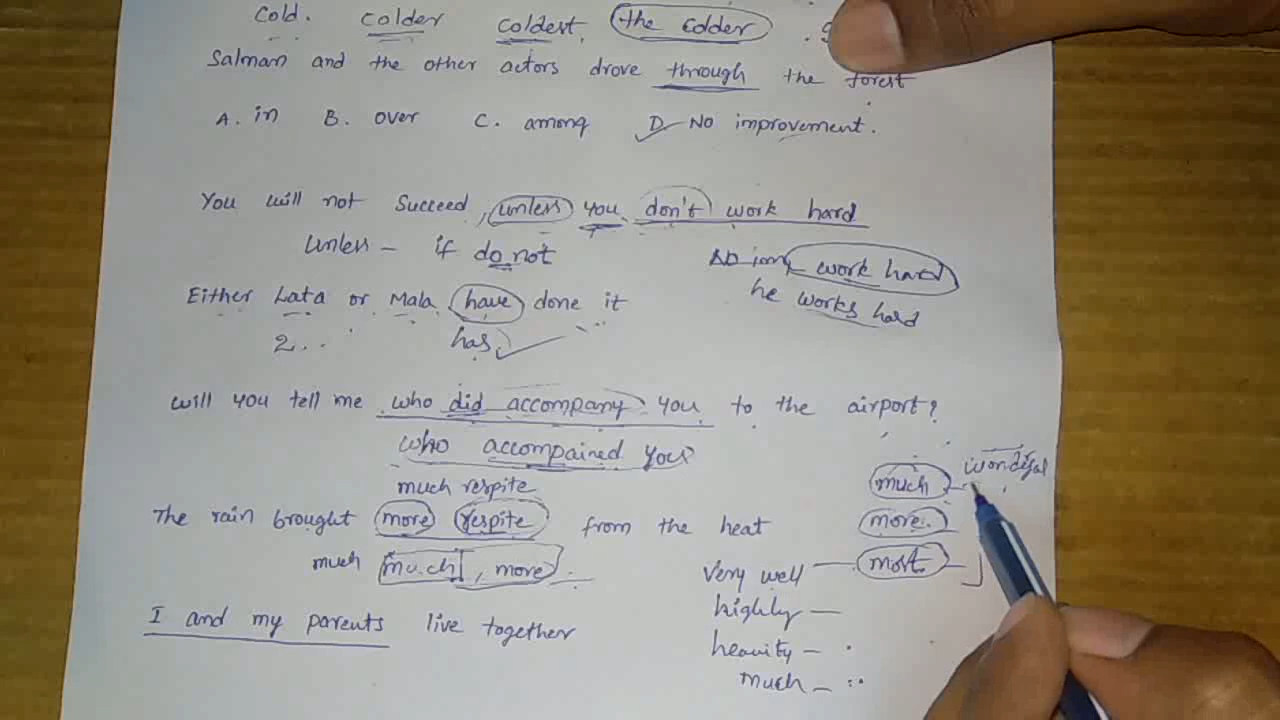 Cold. colder coldest the colder
Salman and the other actors drove through the forest
A. in B. over C. among D No improvement.
You will not Succeed, unless you don't work hard
Unless - if do not
work hard
he works hard
Either Lata or Mala have done it
2... has
will you tell me who did accompany you to the airport?
who accompained you
much respite
much
The rain brought more respite from the heat
more.
much much, more
most
very well
I and my parents live together
highly
heavity
much